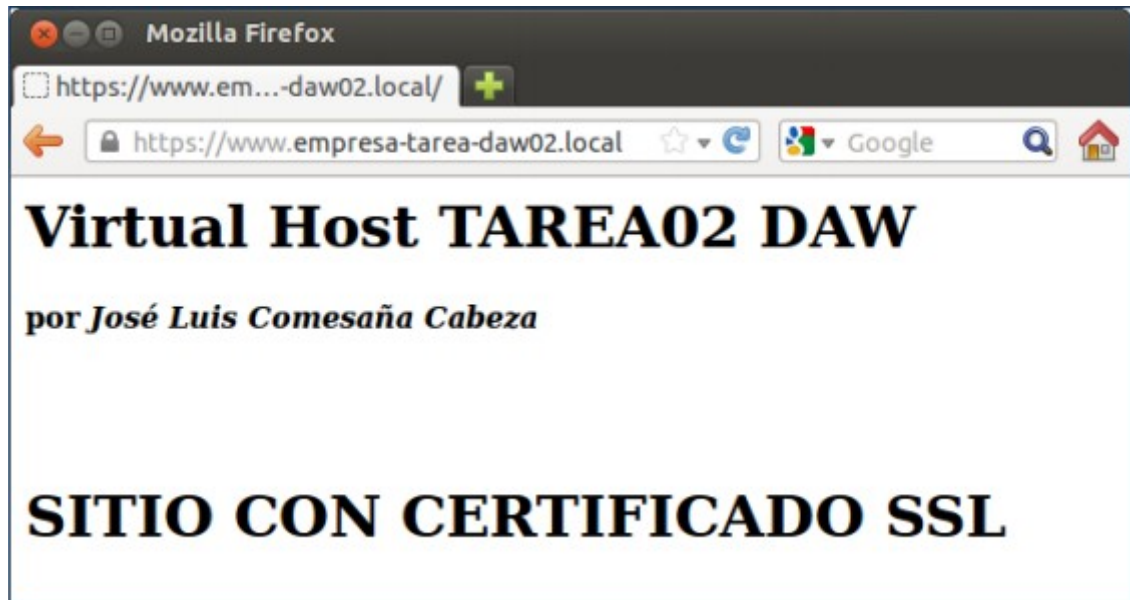 Mozilla Firefox
https://www.em...-daw02.local/
https://www.empresa-tarea-daw02.local
Google
Virtual Host TAREA02 DAW
por José Luis Comesaña Cabeza
SITIO CON CERTIFICADO SSL